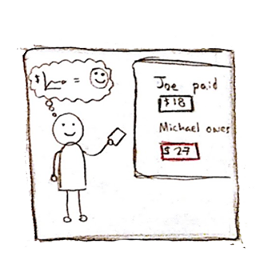 $ =
Joe paid
$18
Michael owes
$27